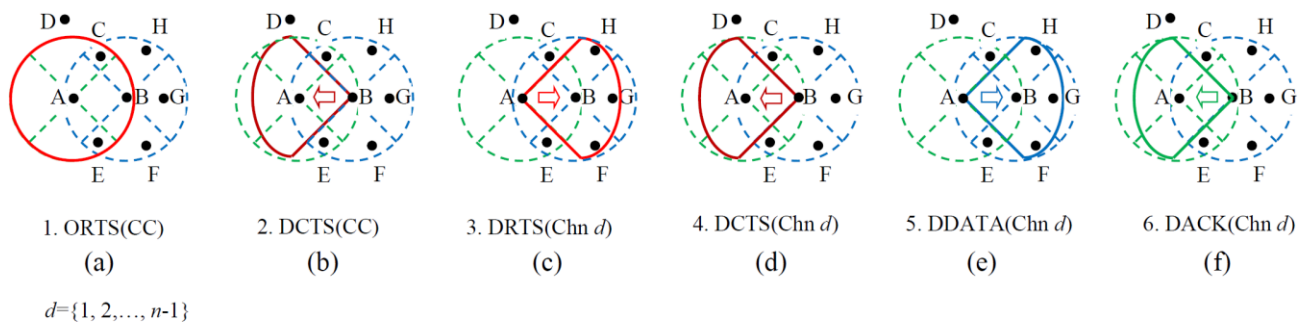 D C H A B G E F
D C H A B G E F
D C H A B G E F
D C H A B G E F
D C H A B G E F
D C H A B G E F
1. ORTS(CC) 2. DCTS(CC) 3. DRTS(Chn d) 4. DCTS(Chn d) 5. DDATA(Chn d) 6. DACK(Chn d)
(a) (b) (c) (d) (e) (f)
d={1, 2,…, n-1}